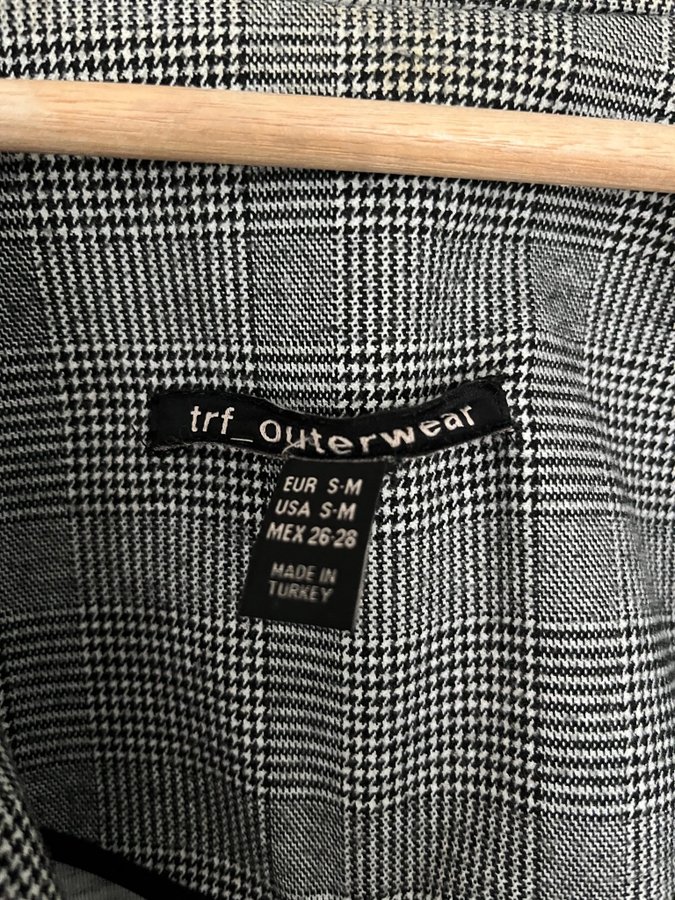 trf_outerwear
EUR S-M
USA S-M
MEX 26-28
MADE IN
TURKEY